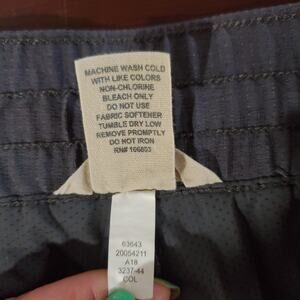 MACHINE WASH COLD
WITH LIKE COLORS
NON-CHLORINE
BLEACH ONLY
DO NOT USE
FABRIC SOFTENER
TUMBLE DRY LOW
REMOVE PROMPTLY
DO NOT IRON
RN# 106803
63643
20054211
A18
3237-44
COL